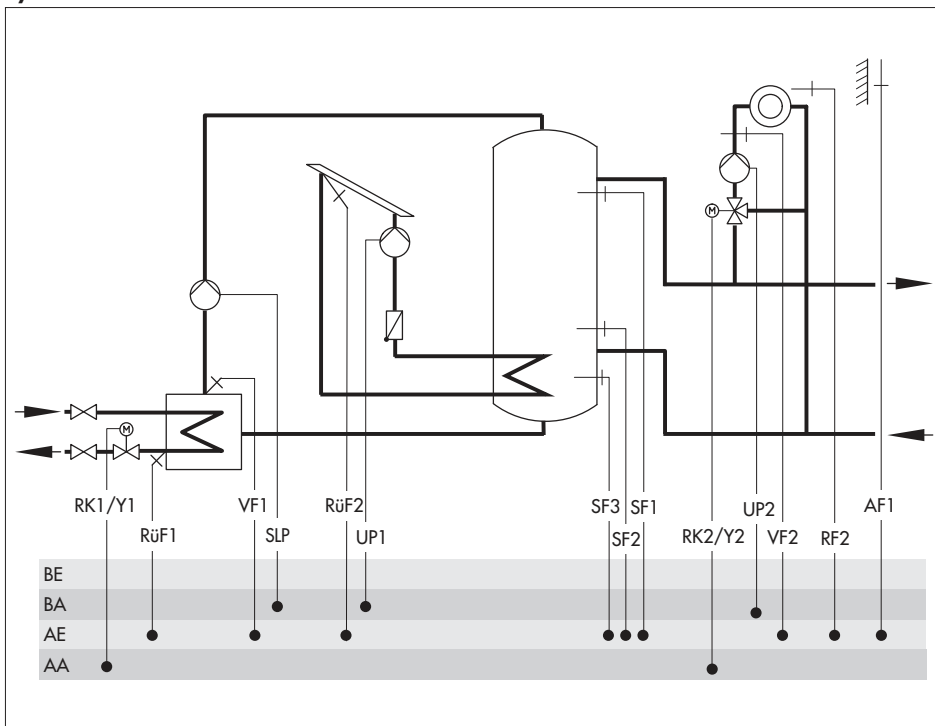 M
M
RK1/Y1
VF1
RüF2
SF3
SF1
UP2
AF1
RüF1
SLP
UP1
SF2
RK2/Y2
VF2
RF2
BE
BA
AE
AA